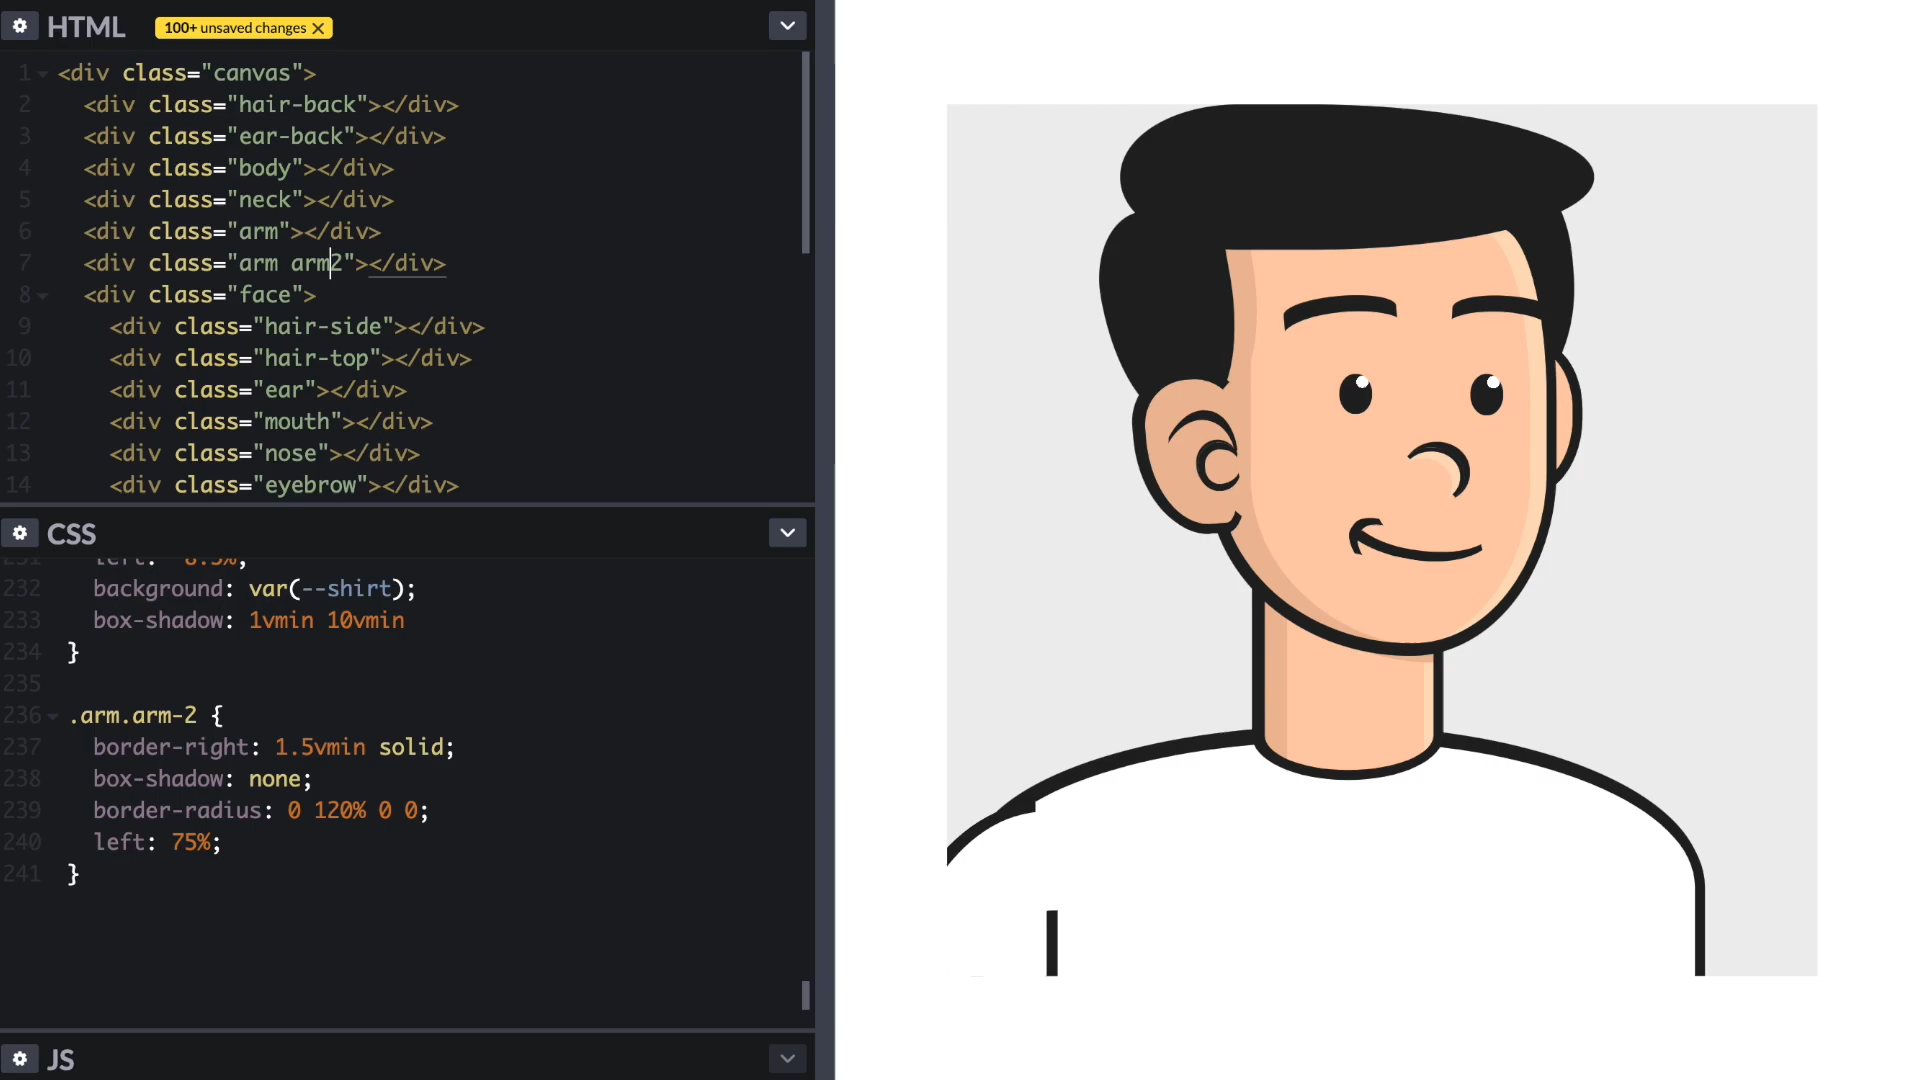 HTML 100+ unsaved changes
1 <div class="canvas">
2 <div class="hair-back"></div>
3 <div class="ear-back"></div>
4 <div class="body"></div>
5 <div class="neck"></div>
6 <div class="arm"></div>
7 <div class="arm arm2"></div>
8 <div class="face">
9 <div class="hair-side"></div>
10 <div class="hair-top"></div>
11 <div class="ear"></div>
12 <div class="mouth"></div>
13 <div class="nose"></div>
14 <div class="eyebrow"></div>
CSS
232 background: var(--shirt);
233 box-shadow: 1vmin 10vmin
234 }
235
236 .arm.arm-2 {
237 border-right: 1.5vmin solid;
238 box-shadow: none;
239 border-radius: 0 120% 0 0;
240 left: 75%;
241 }
JS